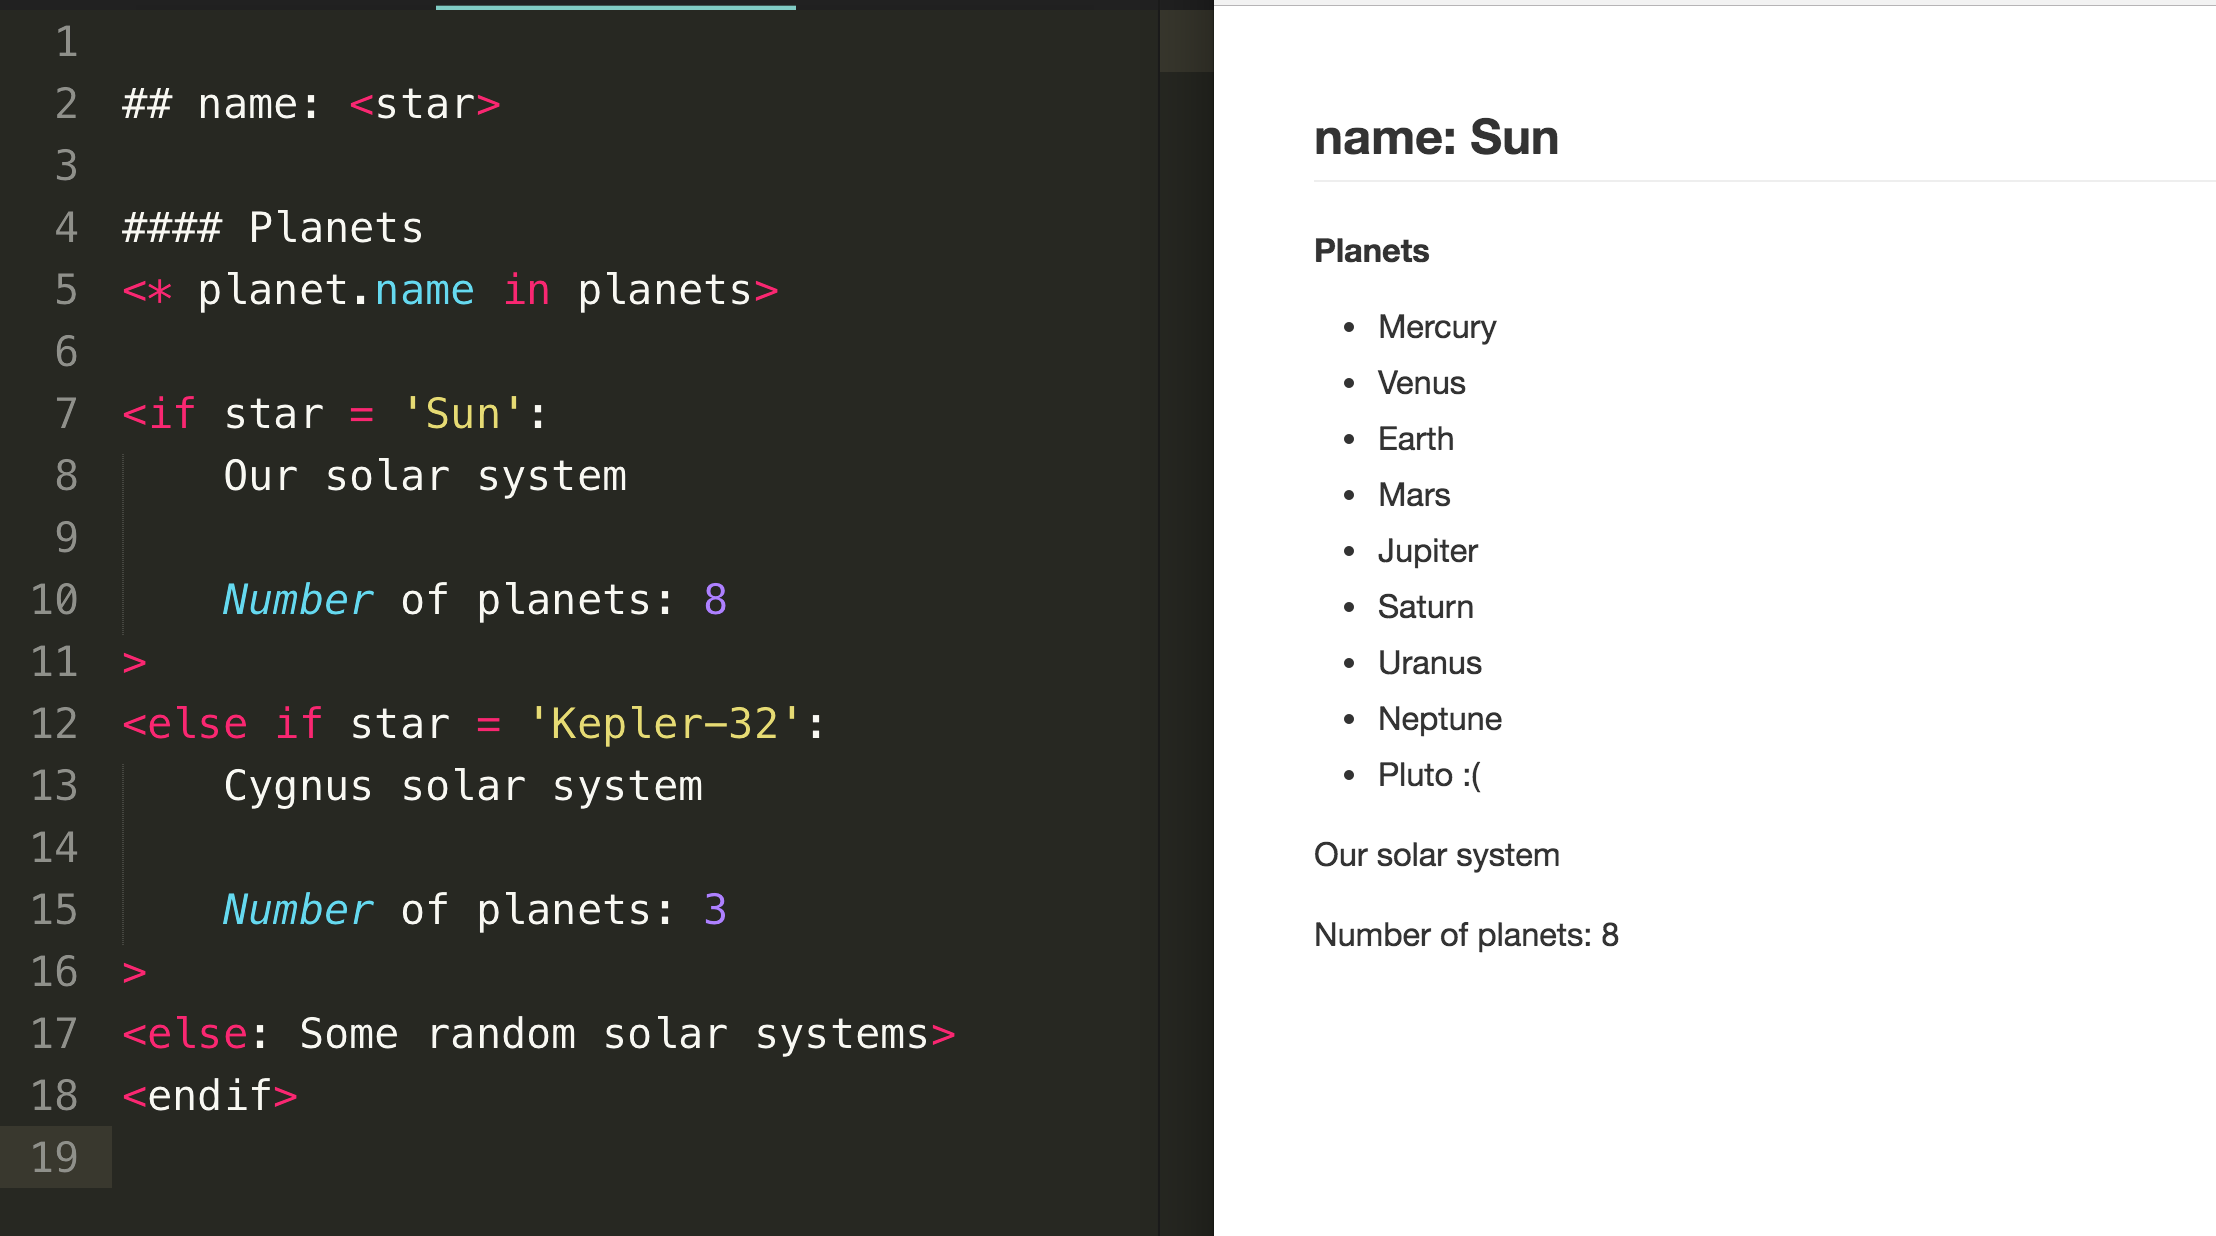 1
2 ## name: <star>
3
4 #### Planets
5 <* planet.name in planets>
6
7 <if star = 'Sun':
8     Our solar system
9
10     Number of planets: 8
11 >
12 <else if star = 'Kepler-32':
13     Cygnus solar system
14
15     Number of planets: 3
16 >
17 <else: Some random solar systems>
18 <endif>
19
name: Sun
Planets
• Mercury
• Venus
• Earth
• Mars
• Jupiter
• Saturn
• Uranus
• Neptune
• Pluto :(
Our solar system
Number of planets: 8